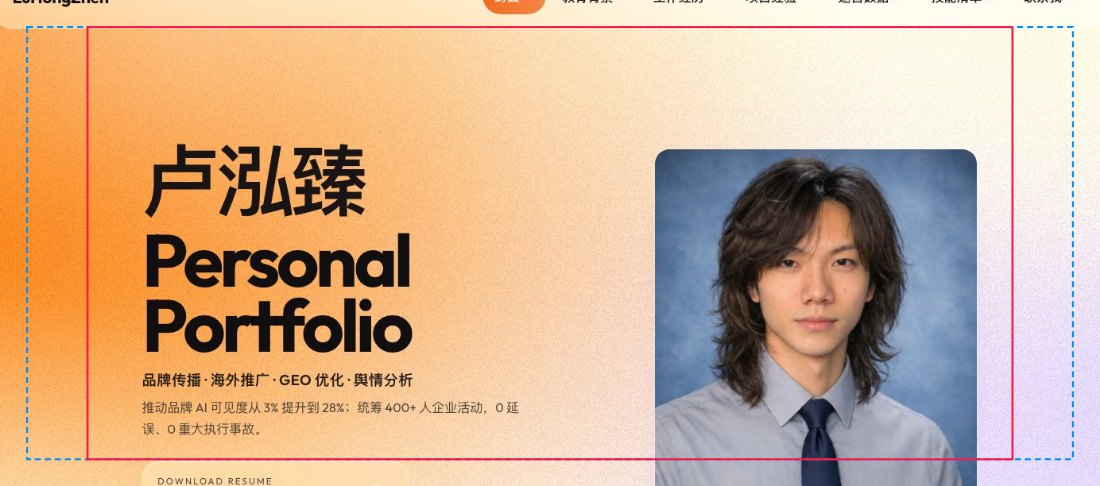 卢泓臻
Personal
Portfolio
品牌传播 · 海外推广 · GEO 优化 · 舆情分析
推动品牌 AI 可见度从 3% 提升到 28%；统筹 400+ 人企业活动，0 延
误、0 重大执行事故。
DOWNLOAD RESUME